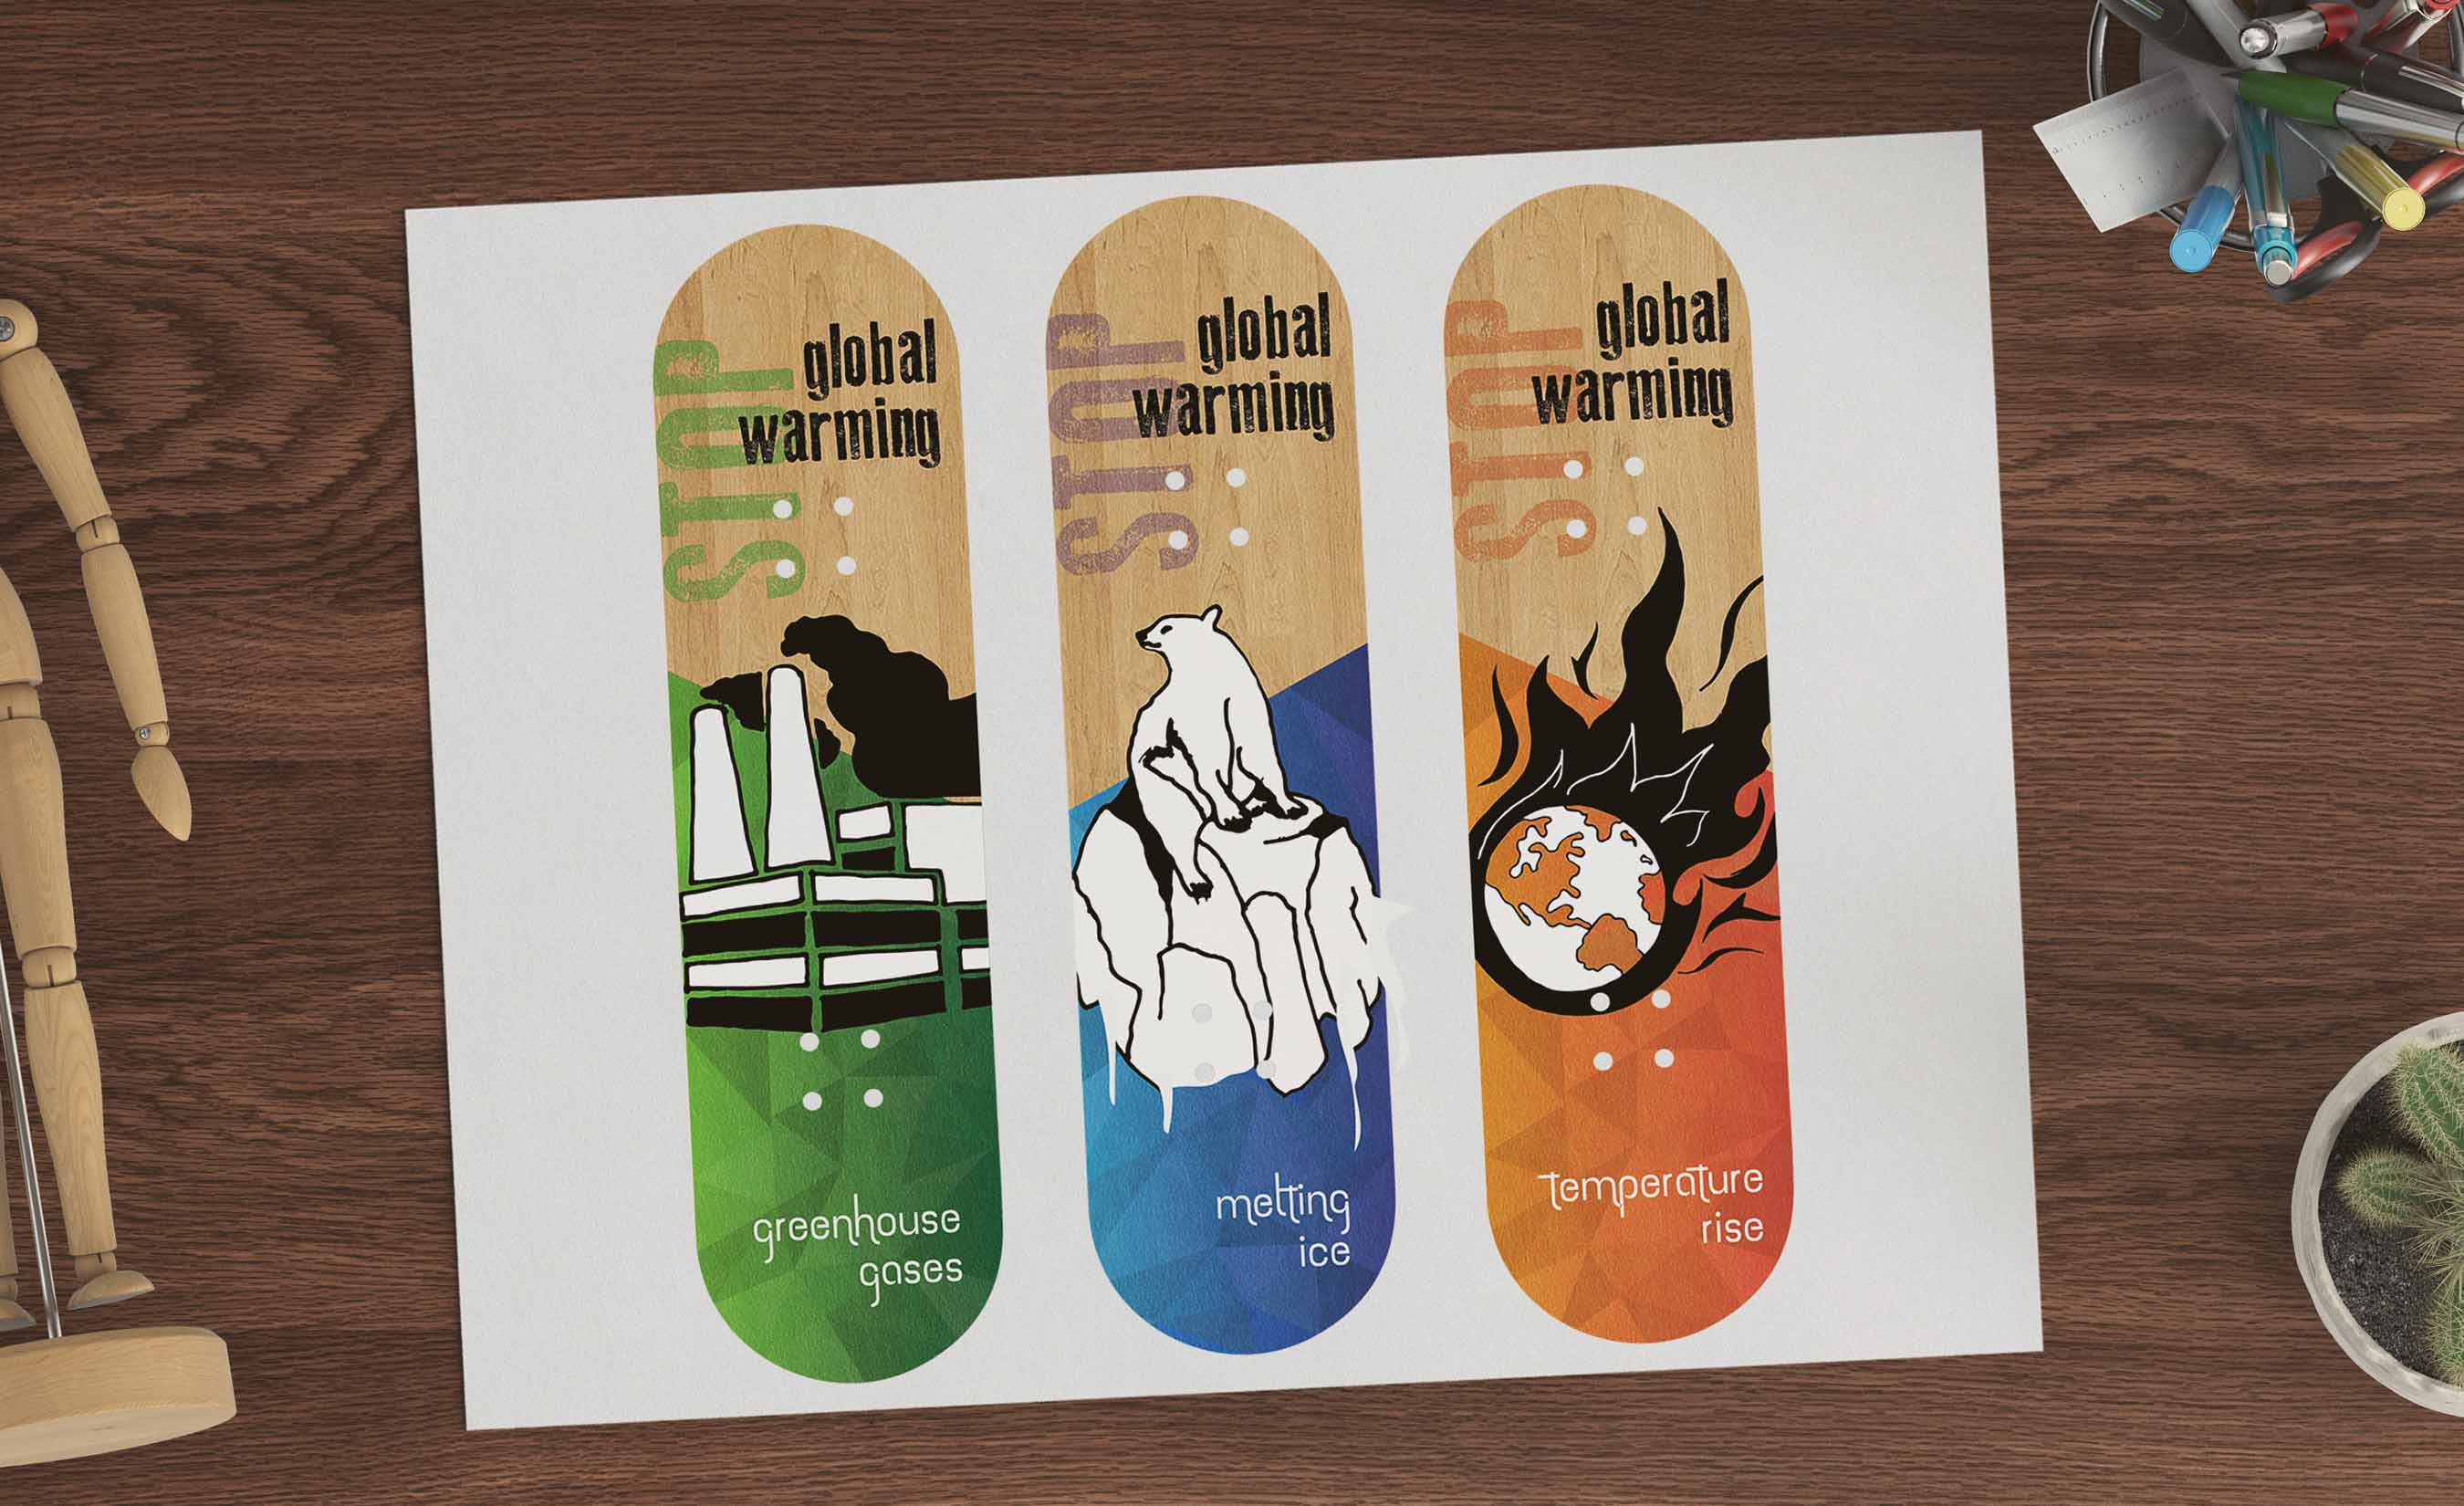 STOP
global
warming
greenhouse
gases
STOP
global
warming
melting
ice
STOP
global
warming
temperature
rise